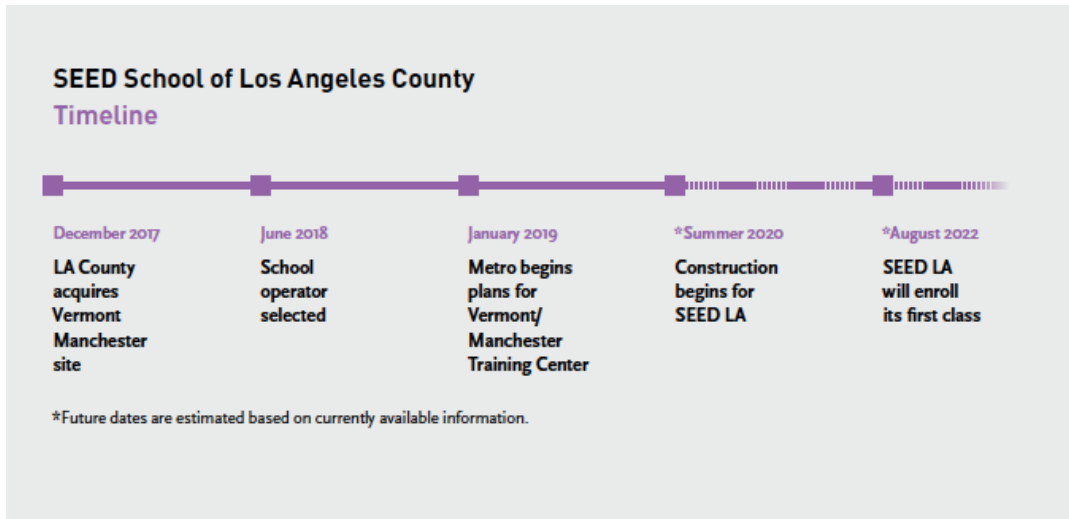 SEED School of Los Angeles County
Timeline
December 2017
LA County
acquires
Vermont
Manchester
site
June 2018
School
operator
selected
January 2019
Metro begins
plans for
Vermont/
Manchester
Training Center
*Summer 2020
Construction
begins for
SEED LA
*August 2022
SEED LA
will enroll
its first class
*Future dates are estimated based on currently available information.